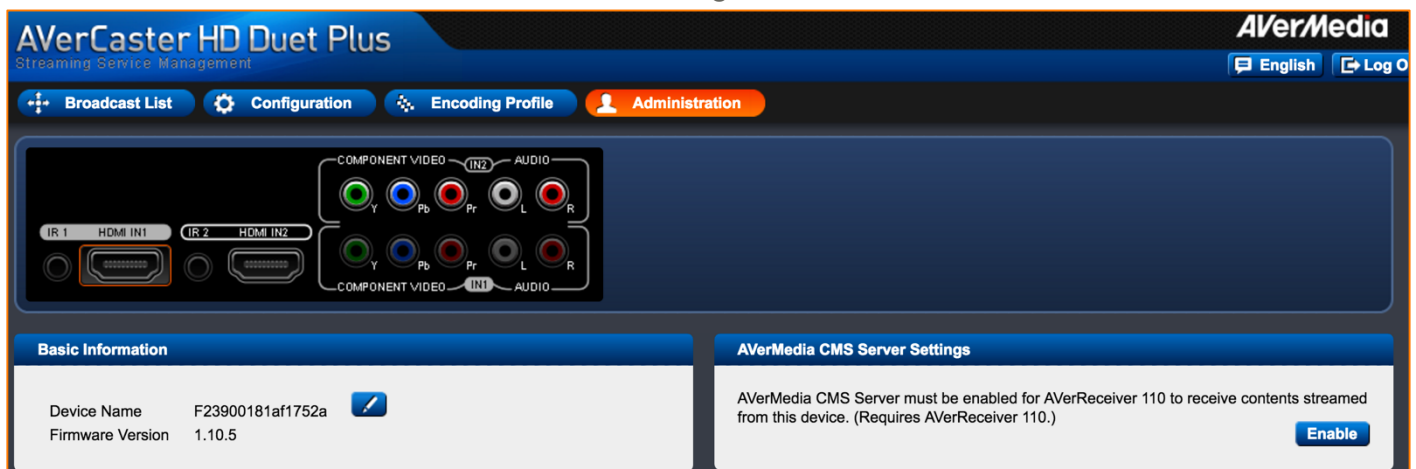 AVerCaster HD Duet Plus
AVerMedia
Streaming Service Management
English
Log O
Broadcast List
Configuration
Encoding Profile
Administration
COMPONENT VIDEO IN2 AUDIO
Y Pb Pr L R
IR 1 HDMI IN1 IR 2 HDMI IN2
Y Pb Pr L R
COMPONENT VIDEO IN1 AUDIO
Basic Information
Device Name F23900181af1752a
Firmware Version 1.10.5
AVerMedia CMS Server Settings
AVerMedia CMS Server must be enabled for AVerReceiver 110 to receive contents streamed
from this device. (Requires AVerReceiver 110.)
Enable